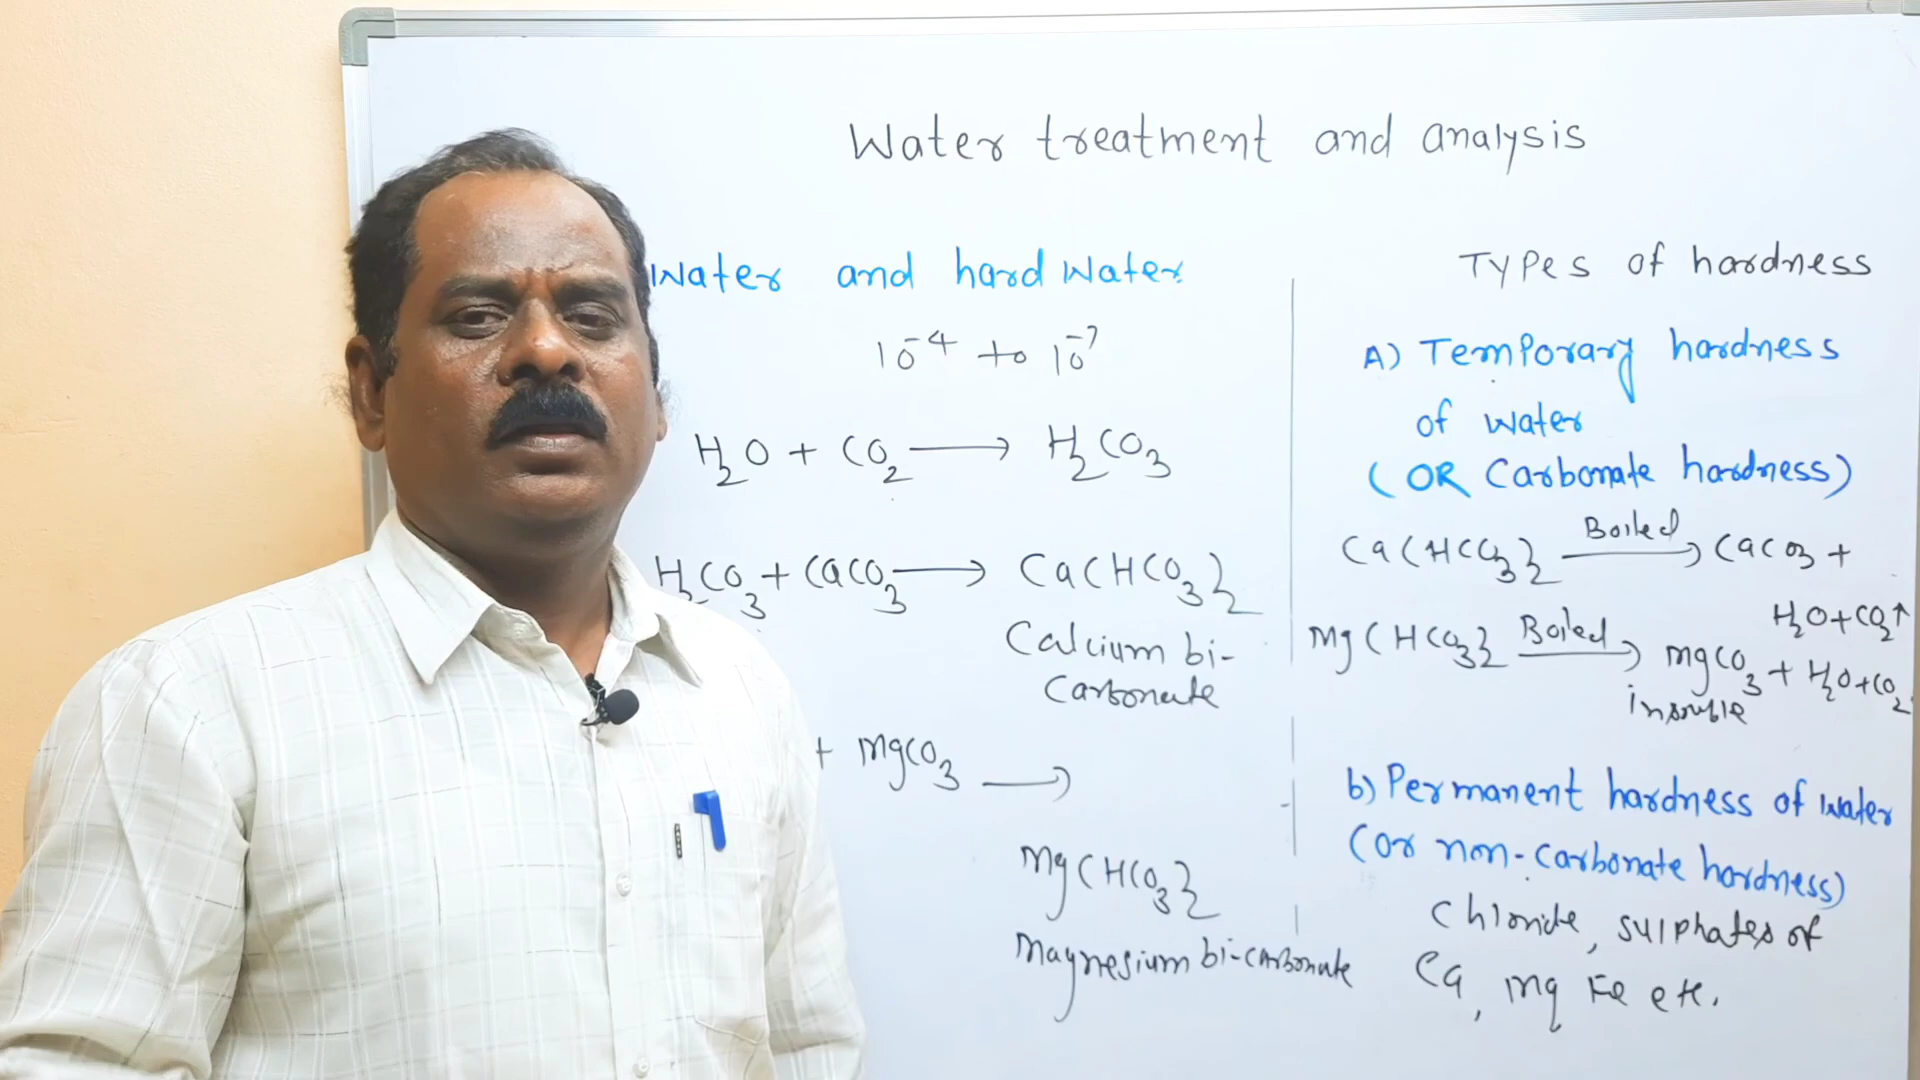 Water treatment and analysis
Water and hard Water
10⁻⁴ to 10⁻⁷
H₂O + CO₂ ⟶ H₂CO₃
H₂CO₃ + CaCO₃ ⟶ Ca(HCO₃)₂
Calcium bi-
Carbonate
+ MgCO₃ ⟶
Mg(HCO₃)₂
Magnesium bi-carbonate
Types of hardness
A) Temporary hardness
of water
(OR Carbonate hardness)
Ca(HCO₃)₂ Boiled ⟶ CaCO₃ +
H₂O + CO₂↑
Mg(HCO₃)₂ Boiled ⟶ MgCO₃ + H₂O + CO₂
b) Permanent hardness of water
(or non-carbonate hardness)
Chloride, sulphates of
Ca, Mg Fe etc.